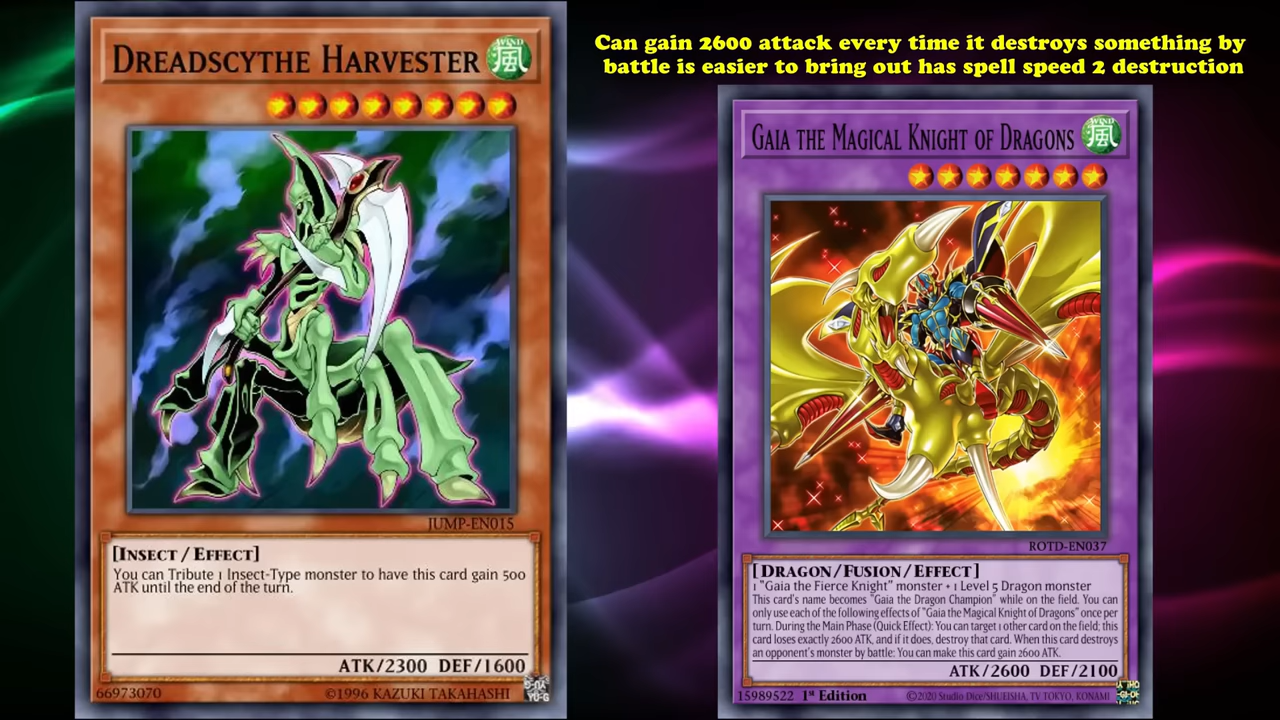 Can gain 2600 attack every time it destroys something by
battle is easier to bring out has spell speed 2 destruction
DREADSCYTHE HARVESTER
WIND
風
JUMP-EN015
[INSECT / EFFECT]
You can Tribute 1 Insect-Type monster to have this card gain 500
ATK until the end of the turn.
ATK/2300 DEF/1600
66973070
©1996 KAZUKI TAKAHASHI
GAIA THE MAGICAL KNIGHT OF DRAGONS
WIND
風
ROTD-EN037
[DRAGON/FUSION/EFFECT]
1 "Gaia the Fierce Knight" monster + 1 Level 5 Dragon monster
This card's name becomes "Gaia the Dragon Champion" while on the field. You can
only use each of the following effects of "Gaia the Magical Knight of Dragons" once per
turn. During the Main Phase (Quick Effect): You can target 1 other card on the field; this
card loses exactly 2600 ATK, and if it does, destroy that card. When this card destroys
an opponent's monster by battle: You can make this card gain 2600 ATK.
ATK/2600 DEF/2100
15989522 1st Edition
©2020 Studio Dice/SHUEISHA, TV TOKYO, KONAMI